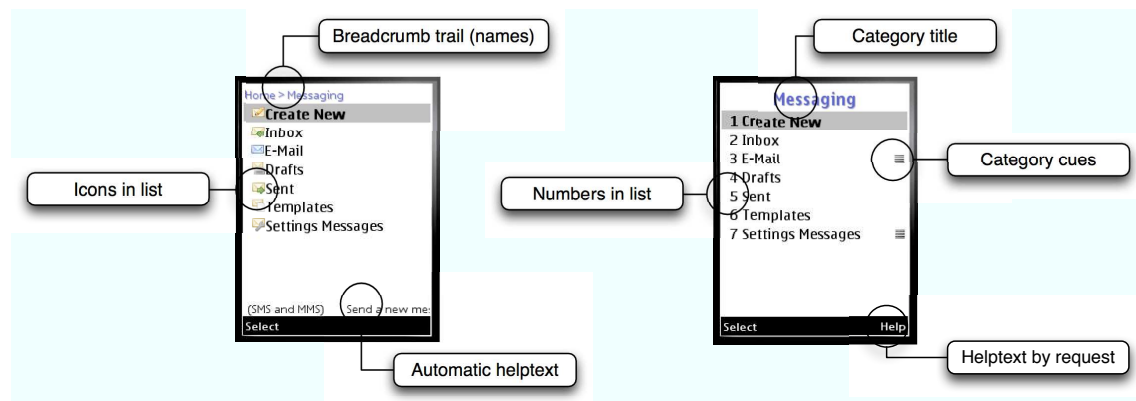 Breadcrumb trail (names)
Home > Messaging
Create New
Inbox
E-Mail
Drafts
Sent
Templates
Settings Messages
Icons in list
(SMS and MMS) Send a new me:
Select
Automatic helptext
Category title
Messaging
1 Create New
2 Inbox
3 E-Mail
4 Drafts
5 Sent
6 Templates
7 Settings Messages
Category cues
Numbers in list
Select Help
Helptext by request